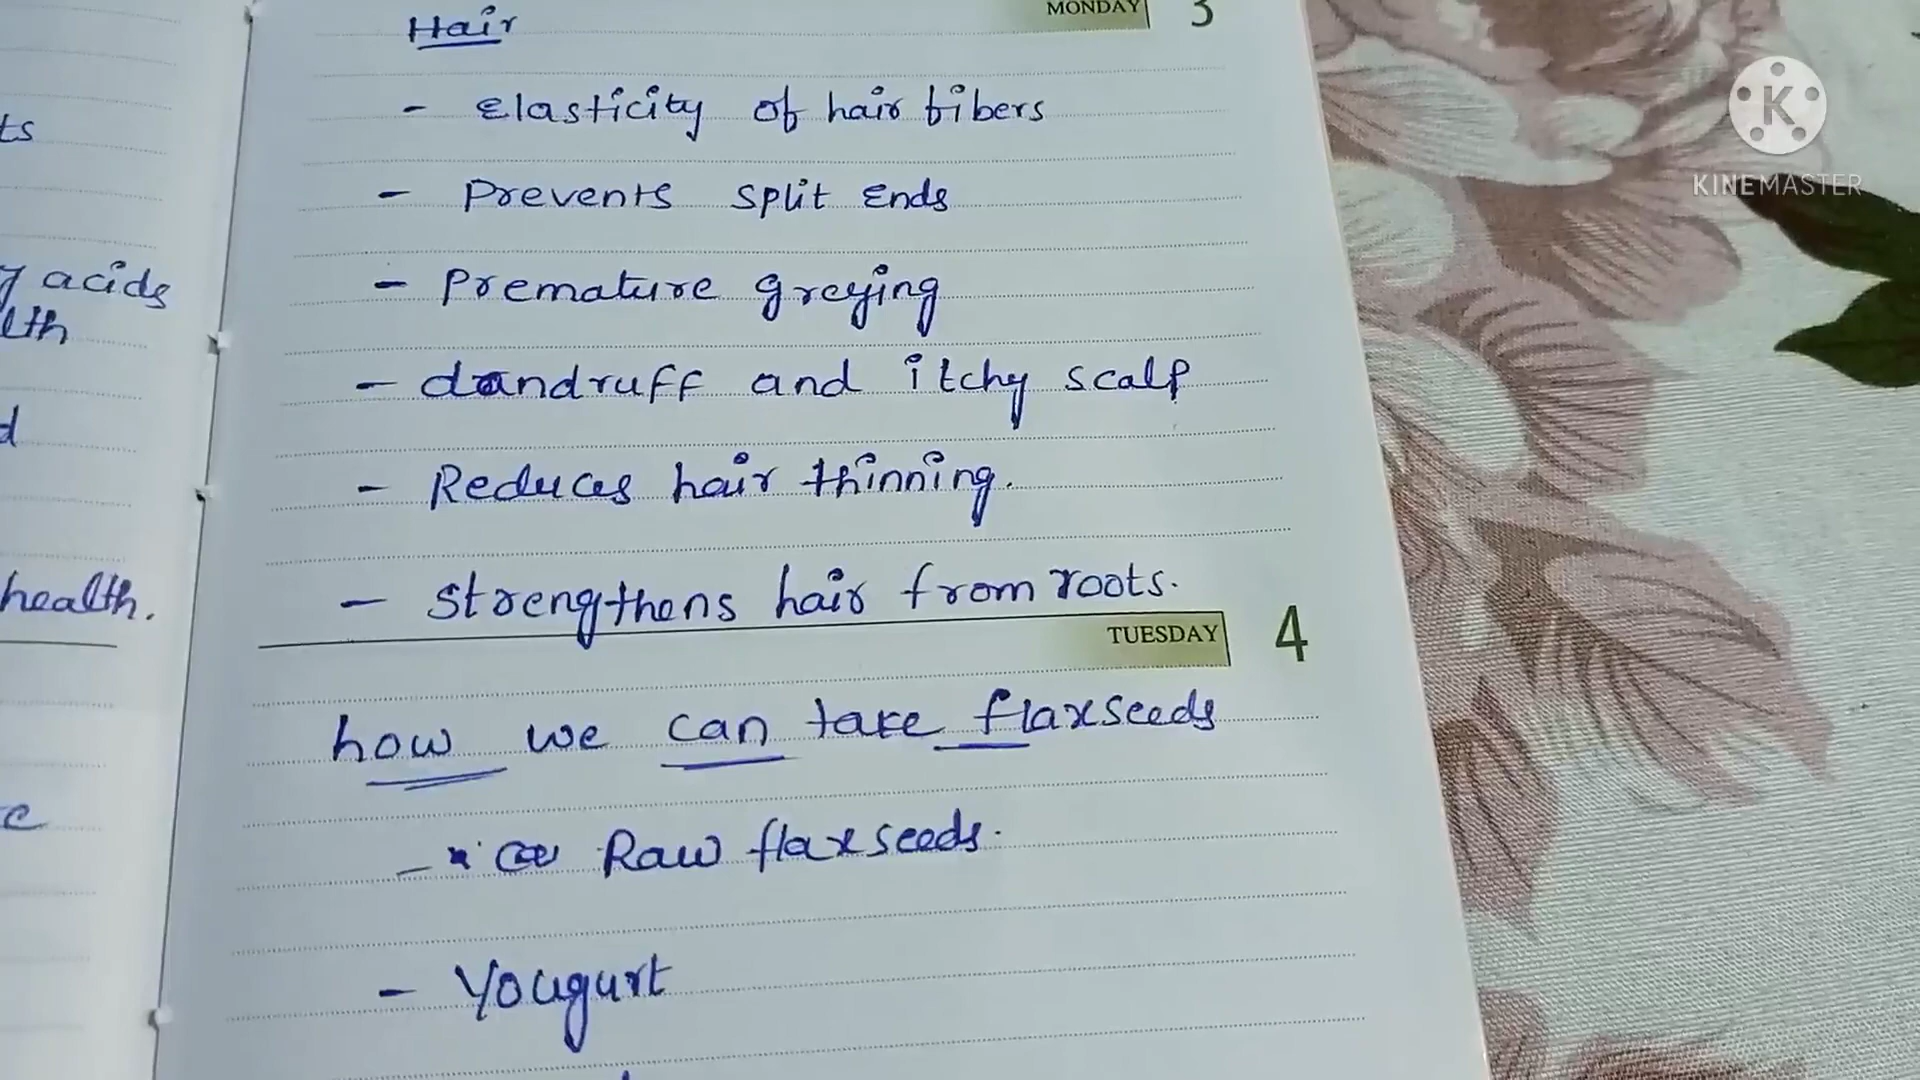 MONDAY 3
Hair
- Elasticity of hair fibers
- Prevents split Ends
- Premature greying
- dandruff and itchy scalp
- Reduces hair thinning.
- Strengthens hair from roots.
TUESDAY 4
how we can take flaxseeds
- Raw flaxseeds.
- Yougurt
ts
acids
lth
d
health.
e
K
KINEMASTER